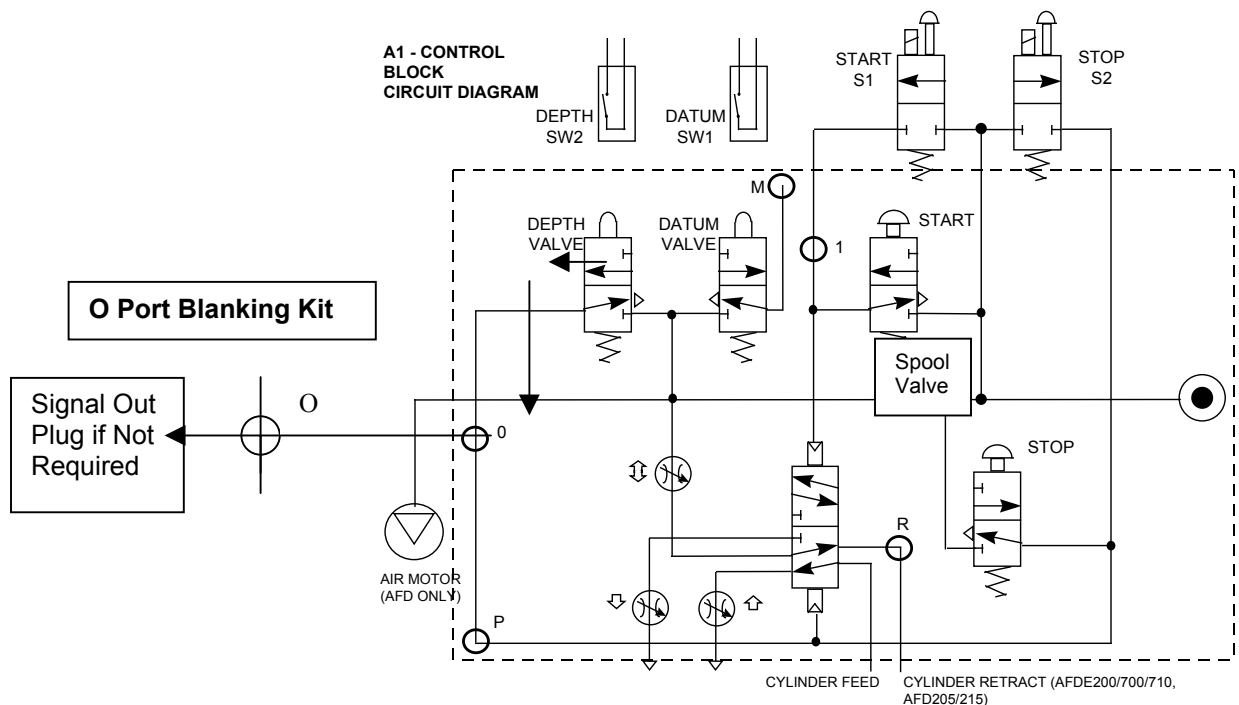 A1 - CONTROL
BLOCK
CIRCUIT DIAGRAM
DEPTH
SW2
DATUM
SW1
START
S1
STOP
S2
M
DEPTH
VALVE
DATUM
VALVE
1
START
O Port Blanking Kit
Spool
Valve
Signal Out
Plug if Not
Required
O
0
STOP
R
AIR MOTOR
(AFD ONLY)
P
CYLINDER FEED
CYLINDER RETRACT (AFDE200/700/710,
AFD205/215)